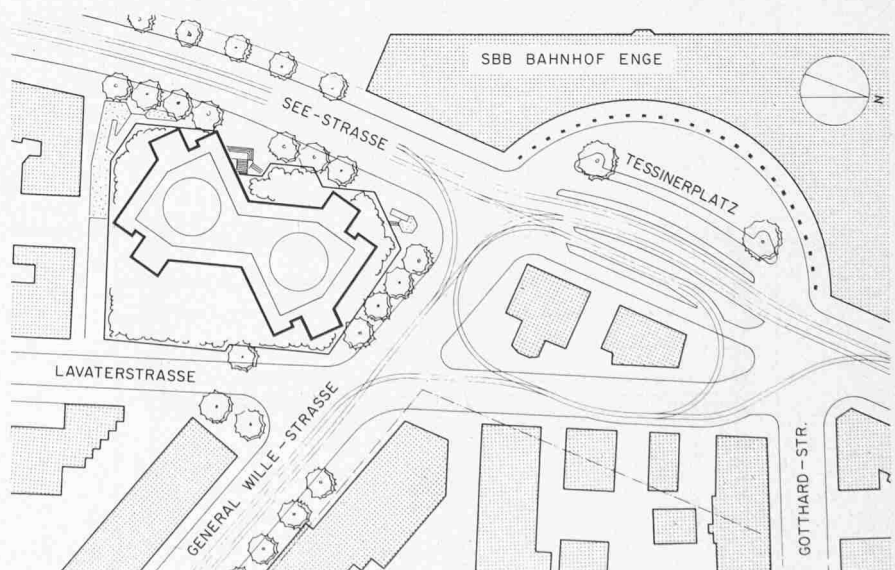 SBB BAHNHOF ENGE
N
SEE-STRASSE
TESSINERPLATZ
LAVATERSTRASSE
GENERAL WILLE-STRASSE
GOTTHARD-STR.